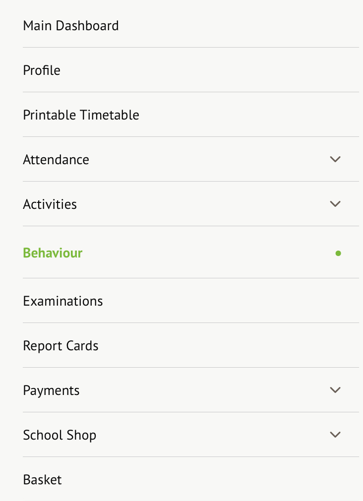 Main Dashboard
Profile
Printable Timetable
Attendance
Activities
Behaviour
Examinations
Report Cards
Payments
School Shop
Basket